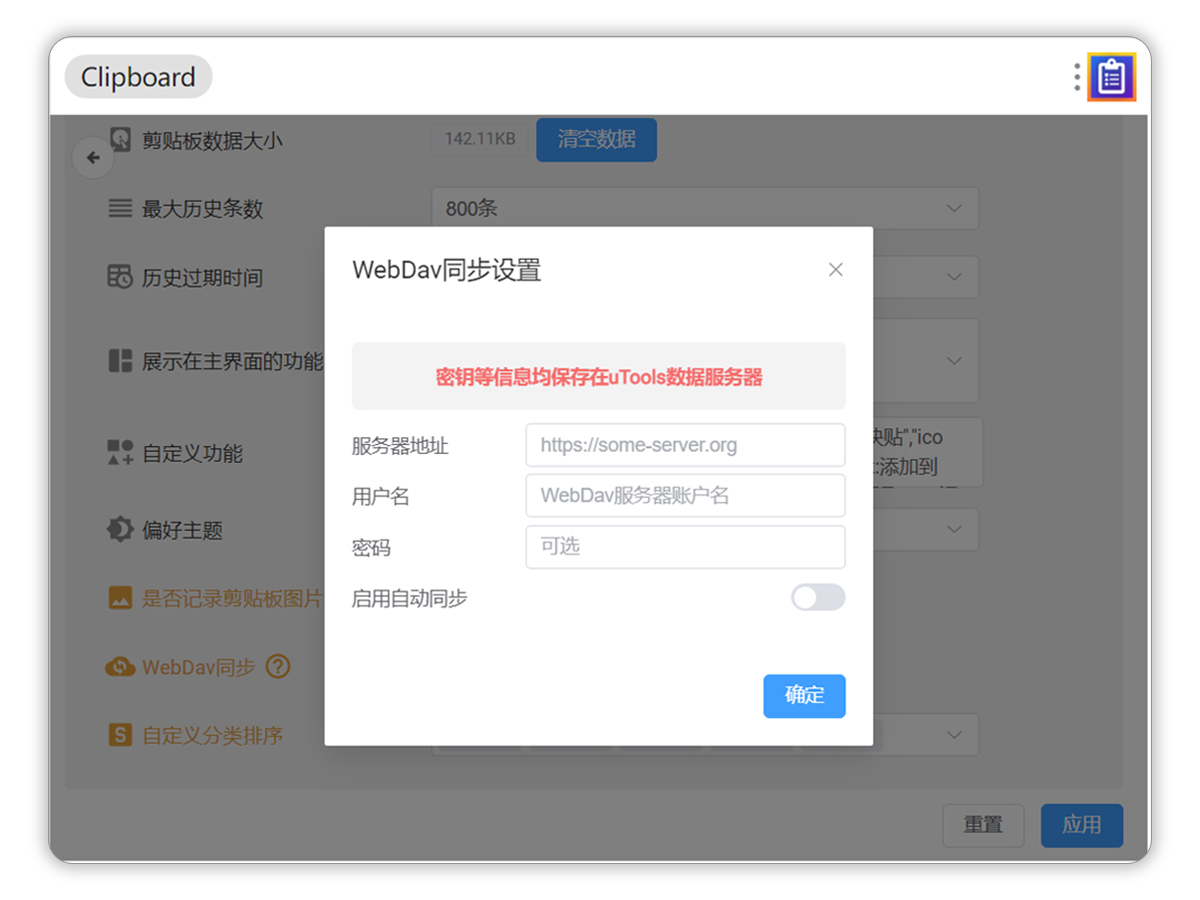 Clipboard
剪贴板数据大小
142.11KB
清空数据
最大历史条数
800条
历史过期时间
展示在主界面的功能
自定义功能
快贴","ico
:添加到
偏好主题
是否记录剪贴板图片
WebDav同步
自定义分类排序
S
重置
应用
WebDav同步设置
密钥等信息均保存在uTools数据服务器
服务器地址
https://some-server.org
用户名
WebDav服务器账户名
密码
可选
启用自动同步
确定